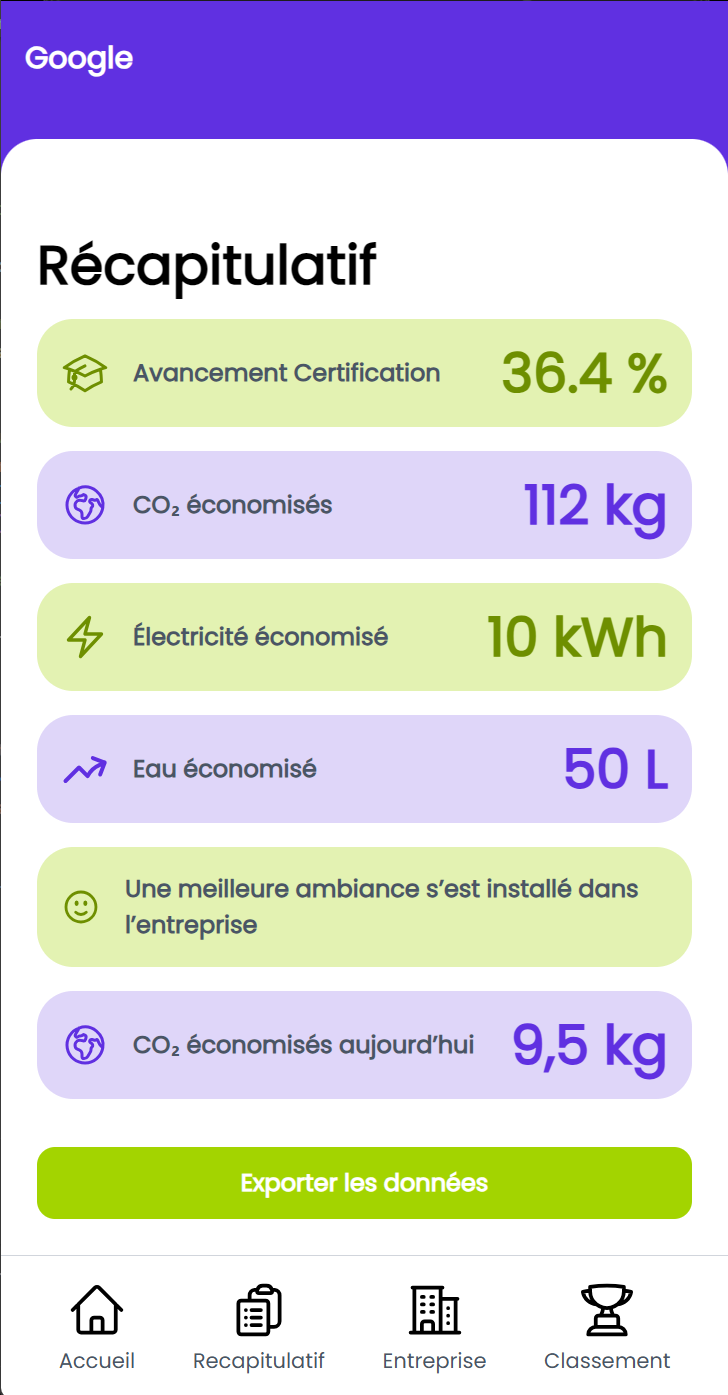 Google
Récapitulatif
Avancement Certification 36.4 %
CO₂ économisés 112 kg
Électricité économisé 10 kWh
Eau économisé 50 L
Une meilleure ambiance s’est installé dans
l’entreprise
CO₂ économisés aujourd’hui 9,5 kg
Exporter les données
Accueil Recapitulatif Entreprise Classement